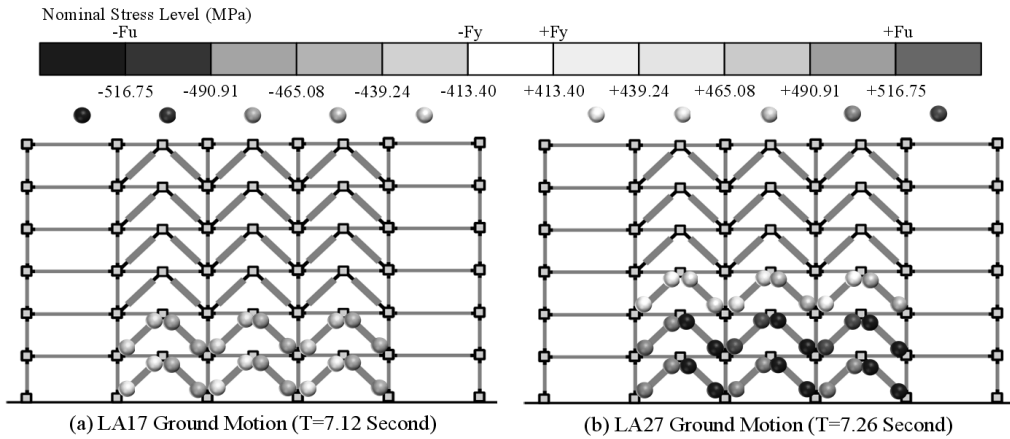 Nominal Stress Level (MPa)
-Fu -Fy +Fy +Fu
-516.75 -490.91 -465.08 -439.24 -413.40 +413.40 +439.24 +465.08 +490.91 +516.75
(a) LA17 Ground Motion (T=7.12 Second) (b) LA27 Ground Motion (T=7.26 Second)